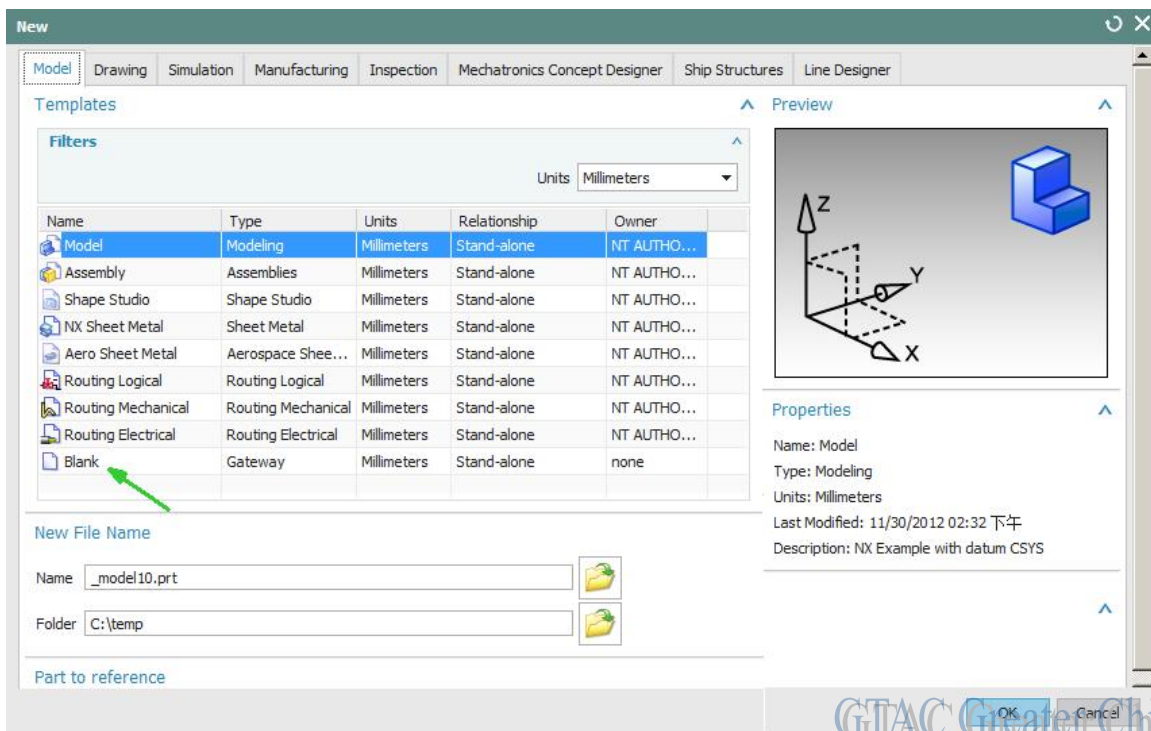 New
Model Drawing Simulation Manufacturing Inspection Mechatronics Concept Designer Ship Structures Line Designer
Templates
Filters
Units Millimeters
Name Type Units Relationship Owner
Model Modeling Millimeters Stand-alone NT AUTHO...
Assembly Assemblies Millimeters Stand-alone NT AUTHO...
Shape Studio Shape Studio Millimeters Stand-alone NT AUTHO...
NX Sheet Metal Sheet Metal Millimeters Stand-alone NT AUTHO...
Aero Sheet Metal Aerospace Shee... Millimeters Stand-alone NT AUTHO...
Routing Logical Routing Logical Millimeters Stand-alone NT AUTHO...
Routing Mechanical Routing Mechanical Millimeters Stand-alone NT AUTHO...
Routing Electrical Routing Electrical Millimeters Stand-alone NT AUTHO...
Blank Gateway Millimeters Stand-alone none
New File Name
Name _model10.prt
Folder C:\temp
Part to reference
Preview
Z
Y
X
Properties
Name: Model
Type: Modeling
Units: Millimeters
Last Modified: 11/30/2012 02:32 下午
Description: NX Example with datum CSYS
OK Cancel
GTAC Greater Ch